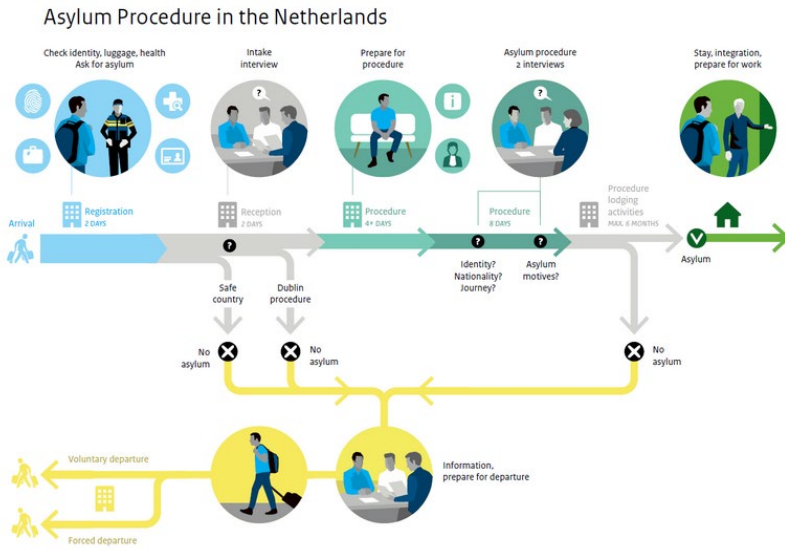 Asylum Procedure in the Netherlands
Check identity, luggage, health
Ask for asylum
Intake
interview
Prepare for
procedure
Asylum procedure
2 interviews
Stay, integration,
prepare for work
?
?
i
Arrival
Registration
2 DAYS
Reception
2 DAYS
Procedure
4+ DAYS
Procedure
8 DAYS
Procedure
lodging
activities
MAX. 6 MONTHS
?
?
?
Asylum
Identity?
Nationality?
Journey?
Asylum
motives?
Safe
country
Dublin
procedure
No
asylum
No
asylum
No
asylum
Voluntary departure
Forced departure
Information,
prepare for departure